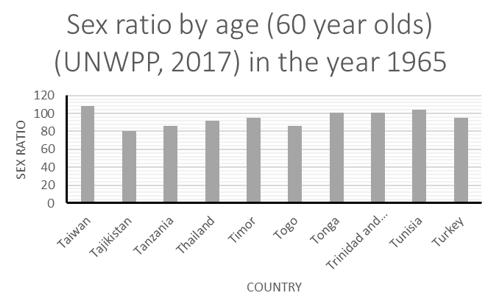 Sex ratio by age (60 year olds)
(UNWPP, 2017) in the year 1965
120
100
80
60
40
20
0
SEX RATIO
Taiwan
Tajikistan
Tanzania
Thailand
Timor
Togo
Tonga
Trinidad and...
Tunisia
Turkey
COUNTRY